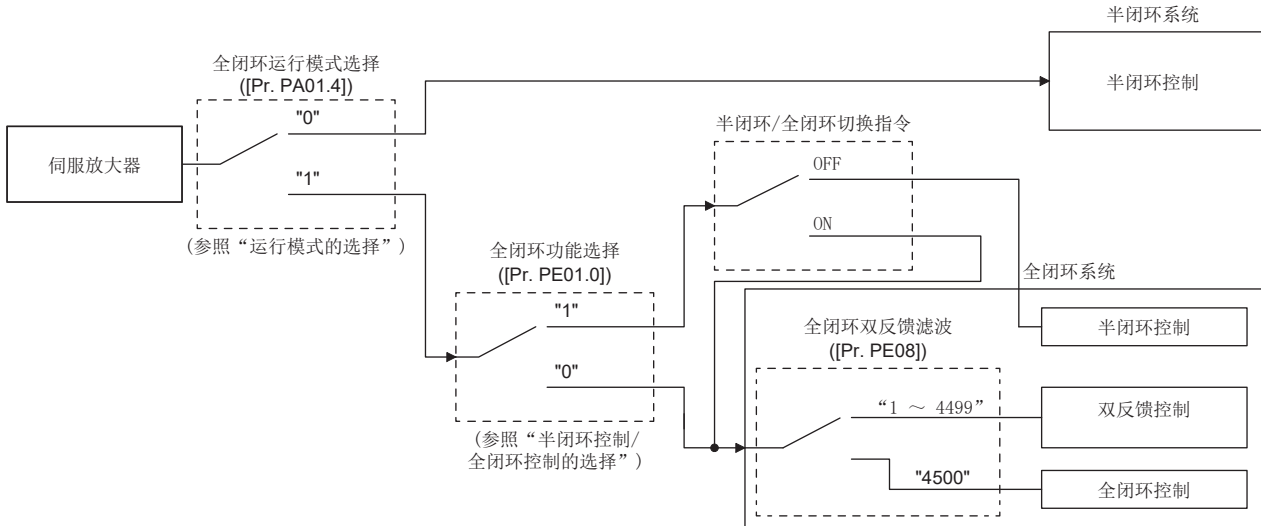 半闭环系统
半闭环控制
全闭环运行模式选择
([Pr. PA01.4])
"0"
"1"
伺服放大器
(参照“运行模式的选择”)
半闭环/全闭环切换指令
OFF
ON
全闭环功能选择
([Pr. PE01.0])
"1"
"0"
(参照“半闭环控制/
全闭环控制的选择”)
全闭环系统
半闭环控制
全闭环双反馈滤波
([Pr. PE08])
“1 ～ 4499”
双反馈控制
"4500"
全闭环控制